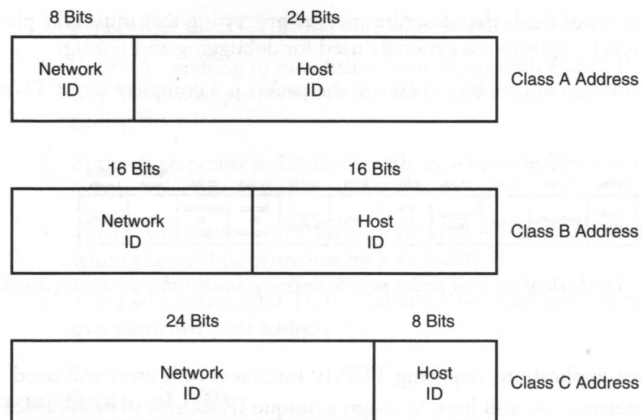 8 Bits 24 Bits
Network ID
Host ID
Class A Address
16 Bits 16 Bits
Network ID
Host ID
Class B Address
24 Bits 8 Bits
Network ID
Host ID
Class C Address